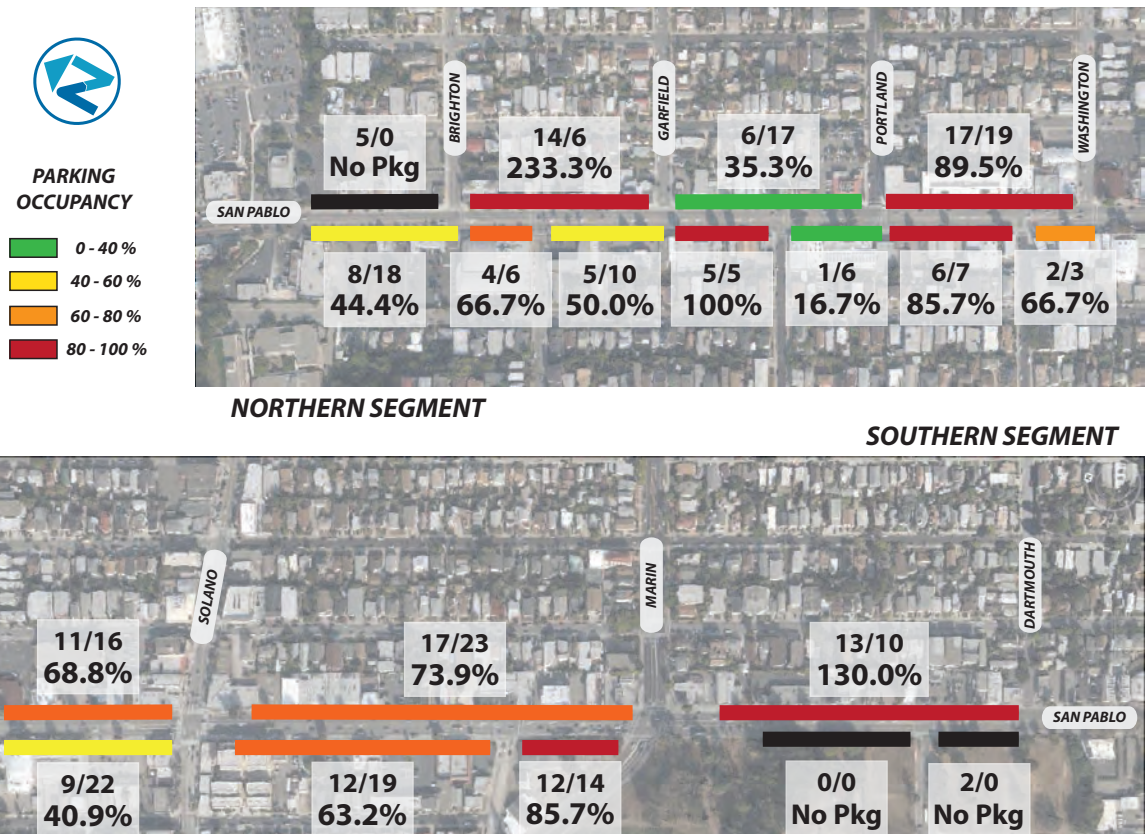 PARKING
OCCUPANCY
0 - 40 %
40 - 60 %
60 - 80 %
80 - 100 %
BRIGHTON
GARFIELD
PORTLAND
WASHINGTON
5/0
No Pkg
14/6
233.3%
6/17
35.3%
17/19
89.5%
SAN PABLO
8/18
44.4%
4/6
66.7%
5/10
50.0%
5/5
100%
1/6
16.7%
6/7
85.7%
2/3
66.7%
NORTHERN SEGMENT
SOUTHERN SEGMENT
SOLANO
MARIN
DARTMOUTH
11/16
68.8%
17/23
73.9%
13/10
130.0%
SAN PABLO
9/22
40.9%
12/19
63.2%
12/14
85.7%
0/0
No Pkg
2/0
No Pkg